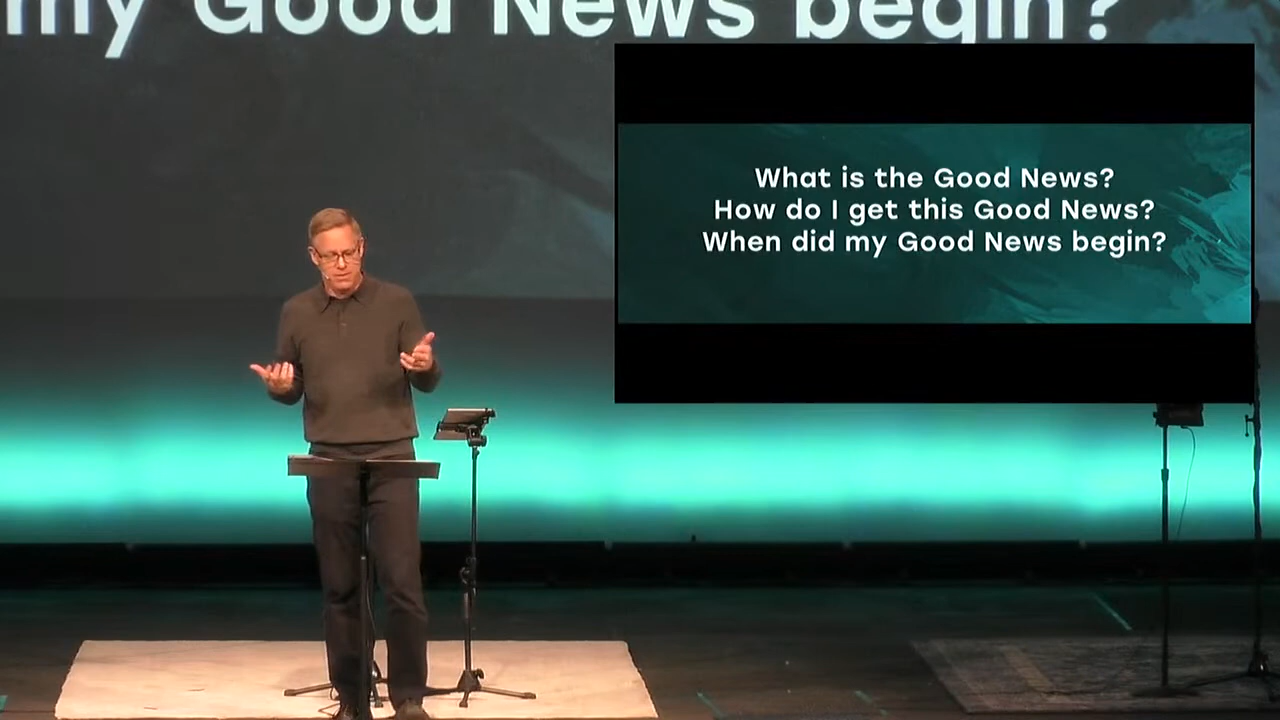 my Good News begin?
What is the Good News?
How do I get this Good News?
When did my Good News begin?